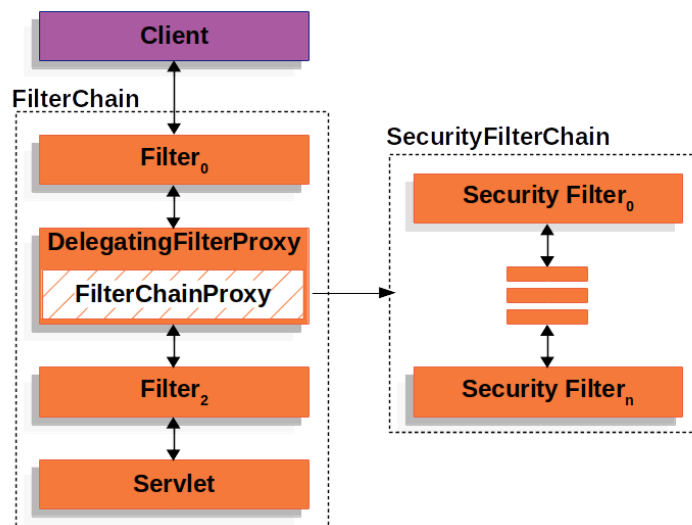 Client
FilterChain
Filter₀
DelegatingFilterProxy
FilterChainProxy
Filter₂
Servlet
SecurityFilterChain
Security Filter₀
Security Filterₙ